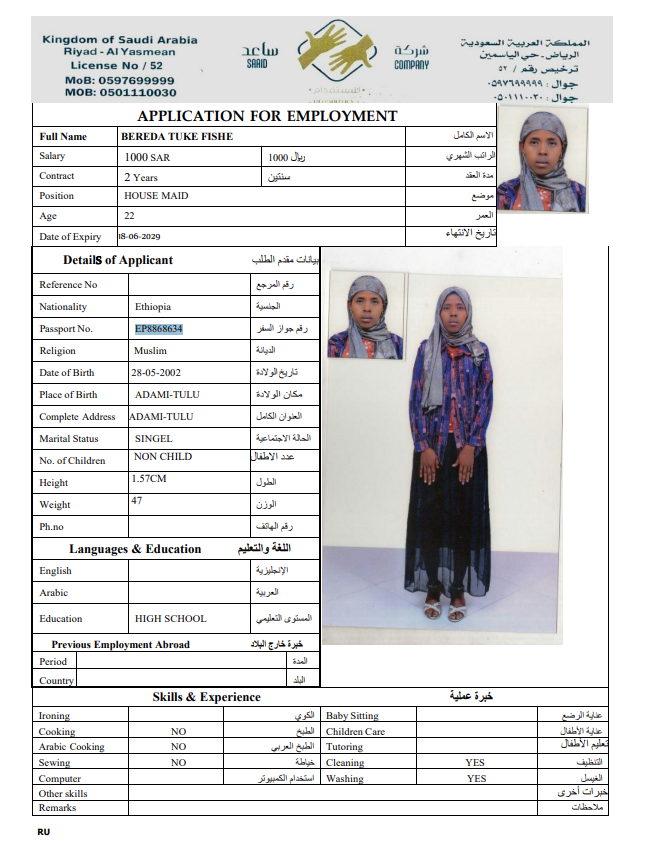 Kingdom of Saudi Arabia
Riyad - Al Yasmean
License No / 52
MoB: 0597699999
MOB: 0501110030
ساعد
SAAID
شركة
COMPANY
المملكة العربية السعودية
الرياض - حي الياسمين
ترخيص رقم / ٥٢
جوال : ٠٥٩٧٦٩٩٩٩٩
جوال : ٠٥٠١١١٠٠٣٠
APPLICATION FOR EMPLOYMENT
Full Name BEREDA TUKE FISHE الاسم الكامل
Salary 1000 SAR 1000 ريال الراتب الشهري
Contract 2 Years سنتين مدة العقد
Position HOUSE MAID موضع
Age 22 العمر
Date of Expiry 18-06-2029 تاريخ الانتهاء
Details of Applicant بيانات مقدم الطلب
Reference No رقم المرجع
Nationality Ethiopia الجنسية
Passport No. EP8868634 رقم جواز السفر
Religion Muslim الديانة
Date of Birth 28-05-2002 تاريخ الولادة
Place of Birth ADAMI-TULU مكان الولادة
Complete Address ADAMI-TULU العنوان الكامل
Marital Status SINGEL الحالة الاجتماعية
No. of Children NON CHILD عدد الاطفال
Height 1.57CM الطول
Weight 47 الوزن
Ph.no رقم الهاتف
Languages & Education اللغة والتعليم
English الإنجليزية
Arabic العربية
Education HIGH SCHOOL المستوى التعليمي
Previous Employment Abroad خبرة خارج البلاد
Period المدة
Country البلد
Skills & Experience خبرة عملية
Ironing الكوي Baby Sitting عناية الرضع
Cooking NO الطبخ Children Care عناية الأطفال
Arabic Cooking NO الطبخ العربي Tutoring تعليم الأطفال
Sewing NO خياطة Cleaning YES التنظيف
Computer استخدام الكمبيوتر Washing YES الغسيل
Other skills خبرات أخرى
Remarks ملاحظات
RU